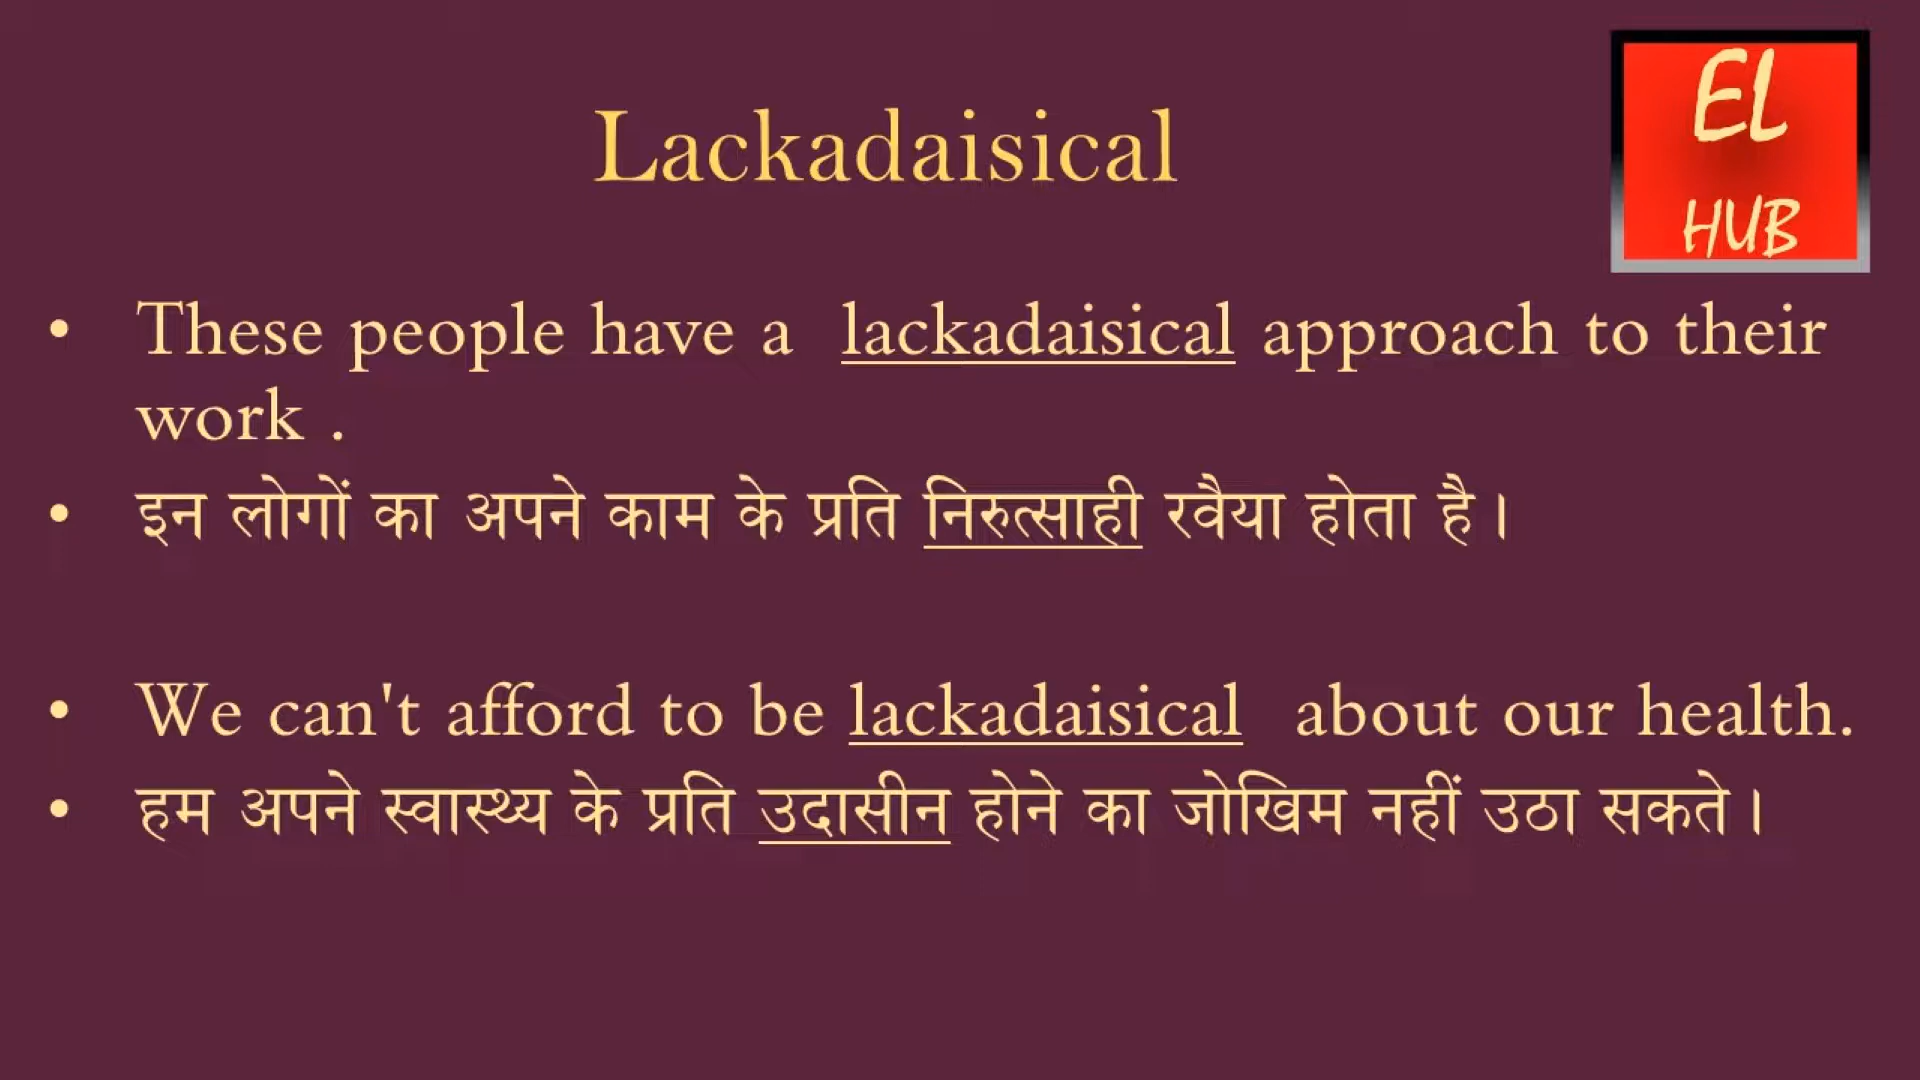 EL
HUB
Lackadaisical
• These people have a lackadaisical approach to their
work .
• इन लोगों का अपने काम के प्रति निरुत्साही रवैया होता है।
• We can't afford to be lackadaisical about our health.
• हम अपने स्वास्थ्य के प्रति उदासीन होने का जोखिम नहीं उठा सकते।